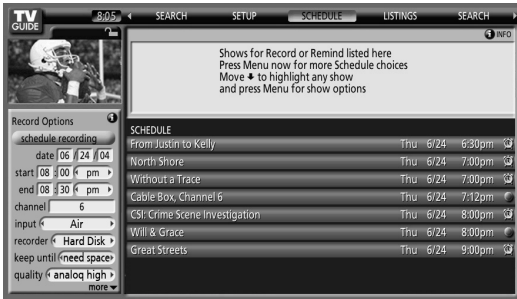 TV
GUIDE
8:05
SEARCH SETUP SCHEDULE LISTINGS SEARCH
INFO
Shows for Record or Remind listed here
Press Menu now for more Schedule choices
Move to highlight any show
and press Menu for show options
Record Options
schedule recording
date 06 / 24 / 04
start 08 : 00 pm
end 08 : 30 pm
channel 6
input Air
recorder Hard Disk
keep until need space
quality analog high
more
SCHEDULE
From Justin to Kelly Thu 6/24 6:30pm
North Shore Thu 6/24 7:00pm
Without a Trace Thu 6/24 7:00pm
Cable Box, Channel 6 Thu 6/24 7:12pm
CSI: Crime Scene Investigation Thu 6/24 8:00pm
Will & Grace Thu 6/24 8:00pm
Great Streets Thu 6/24 9:00pm